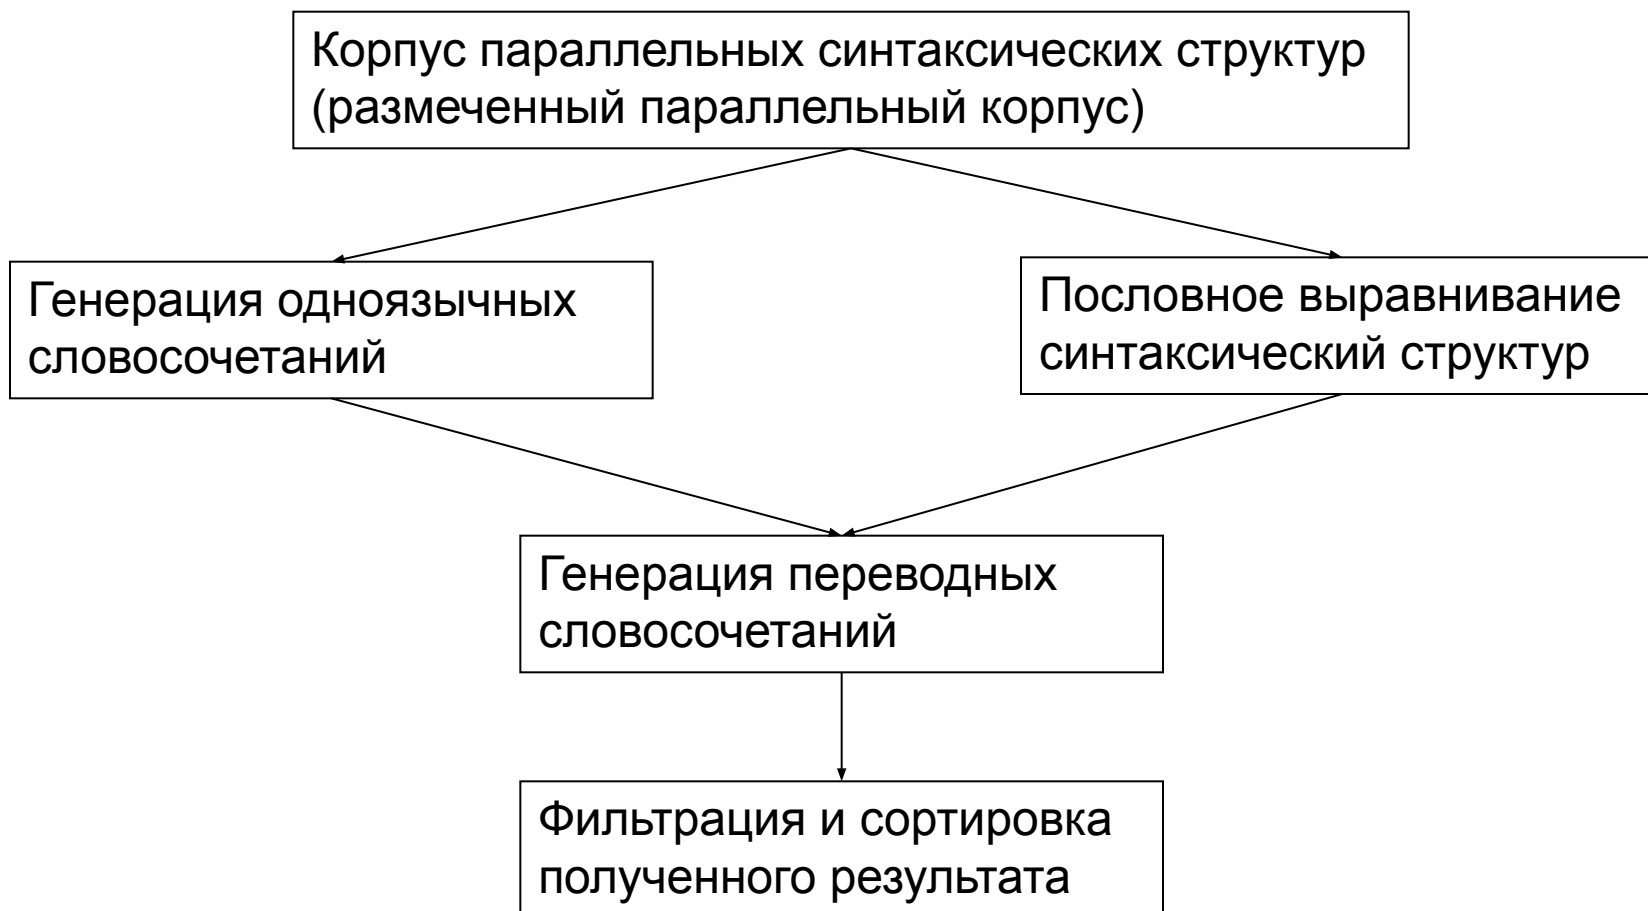 Корпус параллельных синтаксических структур
(размеченный параллельный корпус)
Генерация одноязычных
словосочетаний
Пословное выравнивание
синтаксический структур
Генерация переводных
словосочетаний
Фильтрация и сортировка
полученного результата